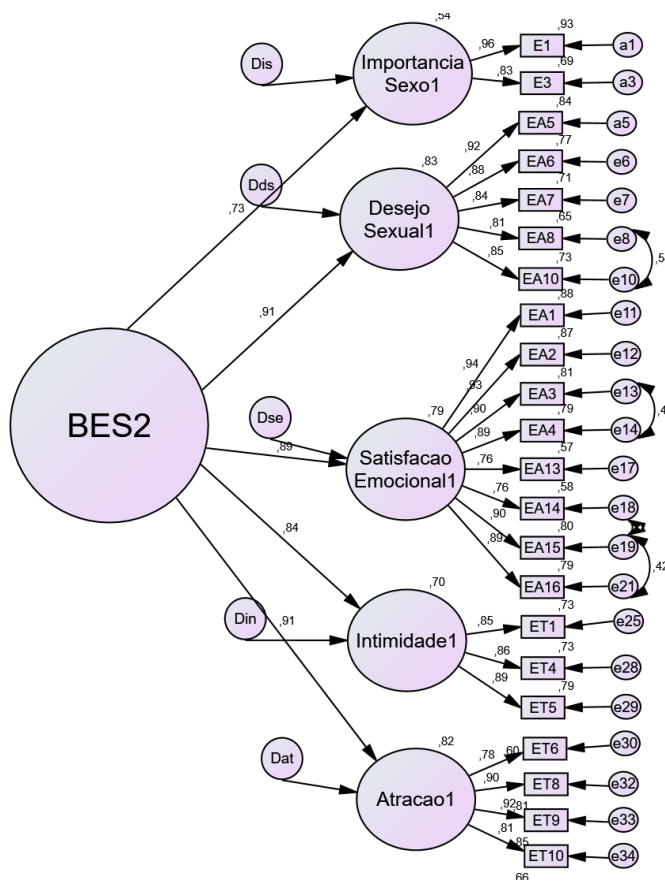 ,54
,93
Dis
Importancia
Sexo1
,96
E1
a1
,69
,83
E3
a3
,84
EA5
a5
,92
,77
,83
,88
EA6
e6
,71
Dds
,84
EA7
e7
,73
Desejo
Sexual1
,65
,81
EA8
e8
,85
,73
EA10
e10
,88
,91
EA1
e11
,87
,94
EA2
e12
,81
,93
EA3
e13
,90
,79
,79
BES2
Dse
,89
EA4
e14
,89
Satisfacao
Emocional1
,57
,76
EA13
e17
,58
,76
EA14
e18
,80
,90
EA15
e19
,84
,89
,79
,42
EA16
e21
,70
,73
Din
,91
Intimidade1
,85
ET1
e25
,73
,86
ET4
e28
,79
,89
ET5
e29
,82
,60
,78
ET6
e30
Dat
,90
ET8
e32
Atracao1
,81
,92
ET9
e33
,81
,85
ET10
e34
,66